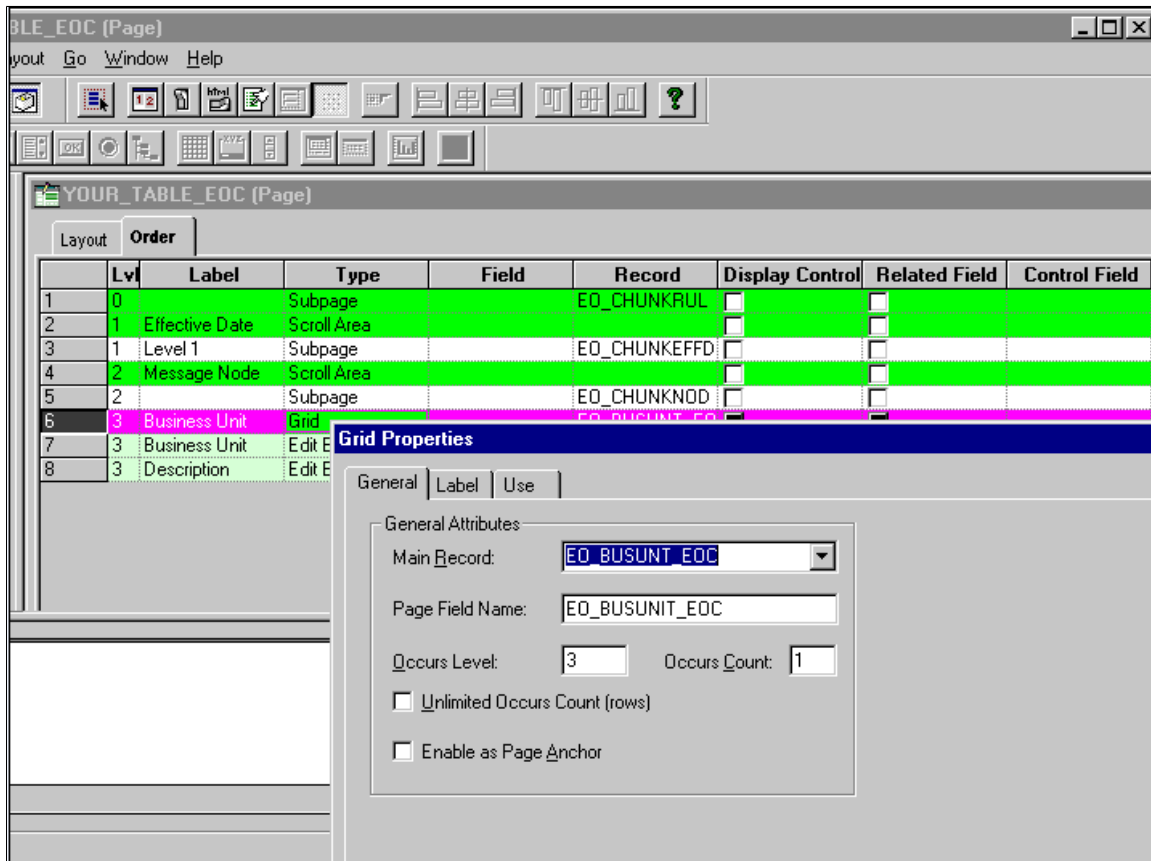 BLE_EOC (Page)
yout Go Window Help
YOUR_TABLE_EOC (Page)
Layout Order
Lvl Label Type Field Record Display Control Related Field Control Field
1 0 Subpage EO_CHUNKRUL
2 1 Effective Date Scroll Area
3 1 Level 1 Subpage EO_CHUNKEFFD
4 2 Message Node Scroll Area
5 2 Subpage EO_CHUNKNOD
6 3 Business Unit Grid EO_BUSUNT_EO
7 3 Business Unit Edit E
8 3 Description Edit E
Grid Properties
General Label Use
General Attributes
Main Record: EO_BUSUNT_EOC
Page Field Name: EO_BUSUNIT_EOC
Occurs Level: 3 Occurs Count: 1
Unlimited Occurs Count (rows)
Enable as Page Anchor